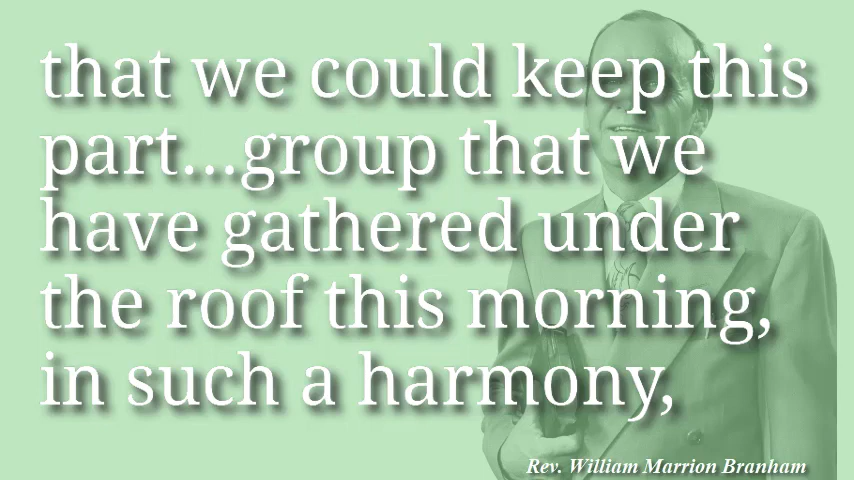 that we could keep this
part...group that we
have gathered under
the roof this morning,
in such a harmony,
Rev. William Marrion Branham